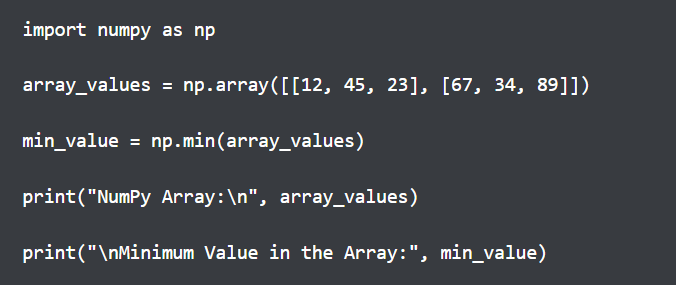 import numpy as np
array_values = np.array([[12, 45, 23], [67, 34, 89]])
min_value = np.min(array_values)
print("NumPy Array:\n", array_values)
print("\nMinimum Value in the Array:", min_value)